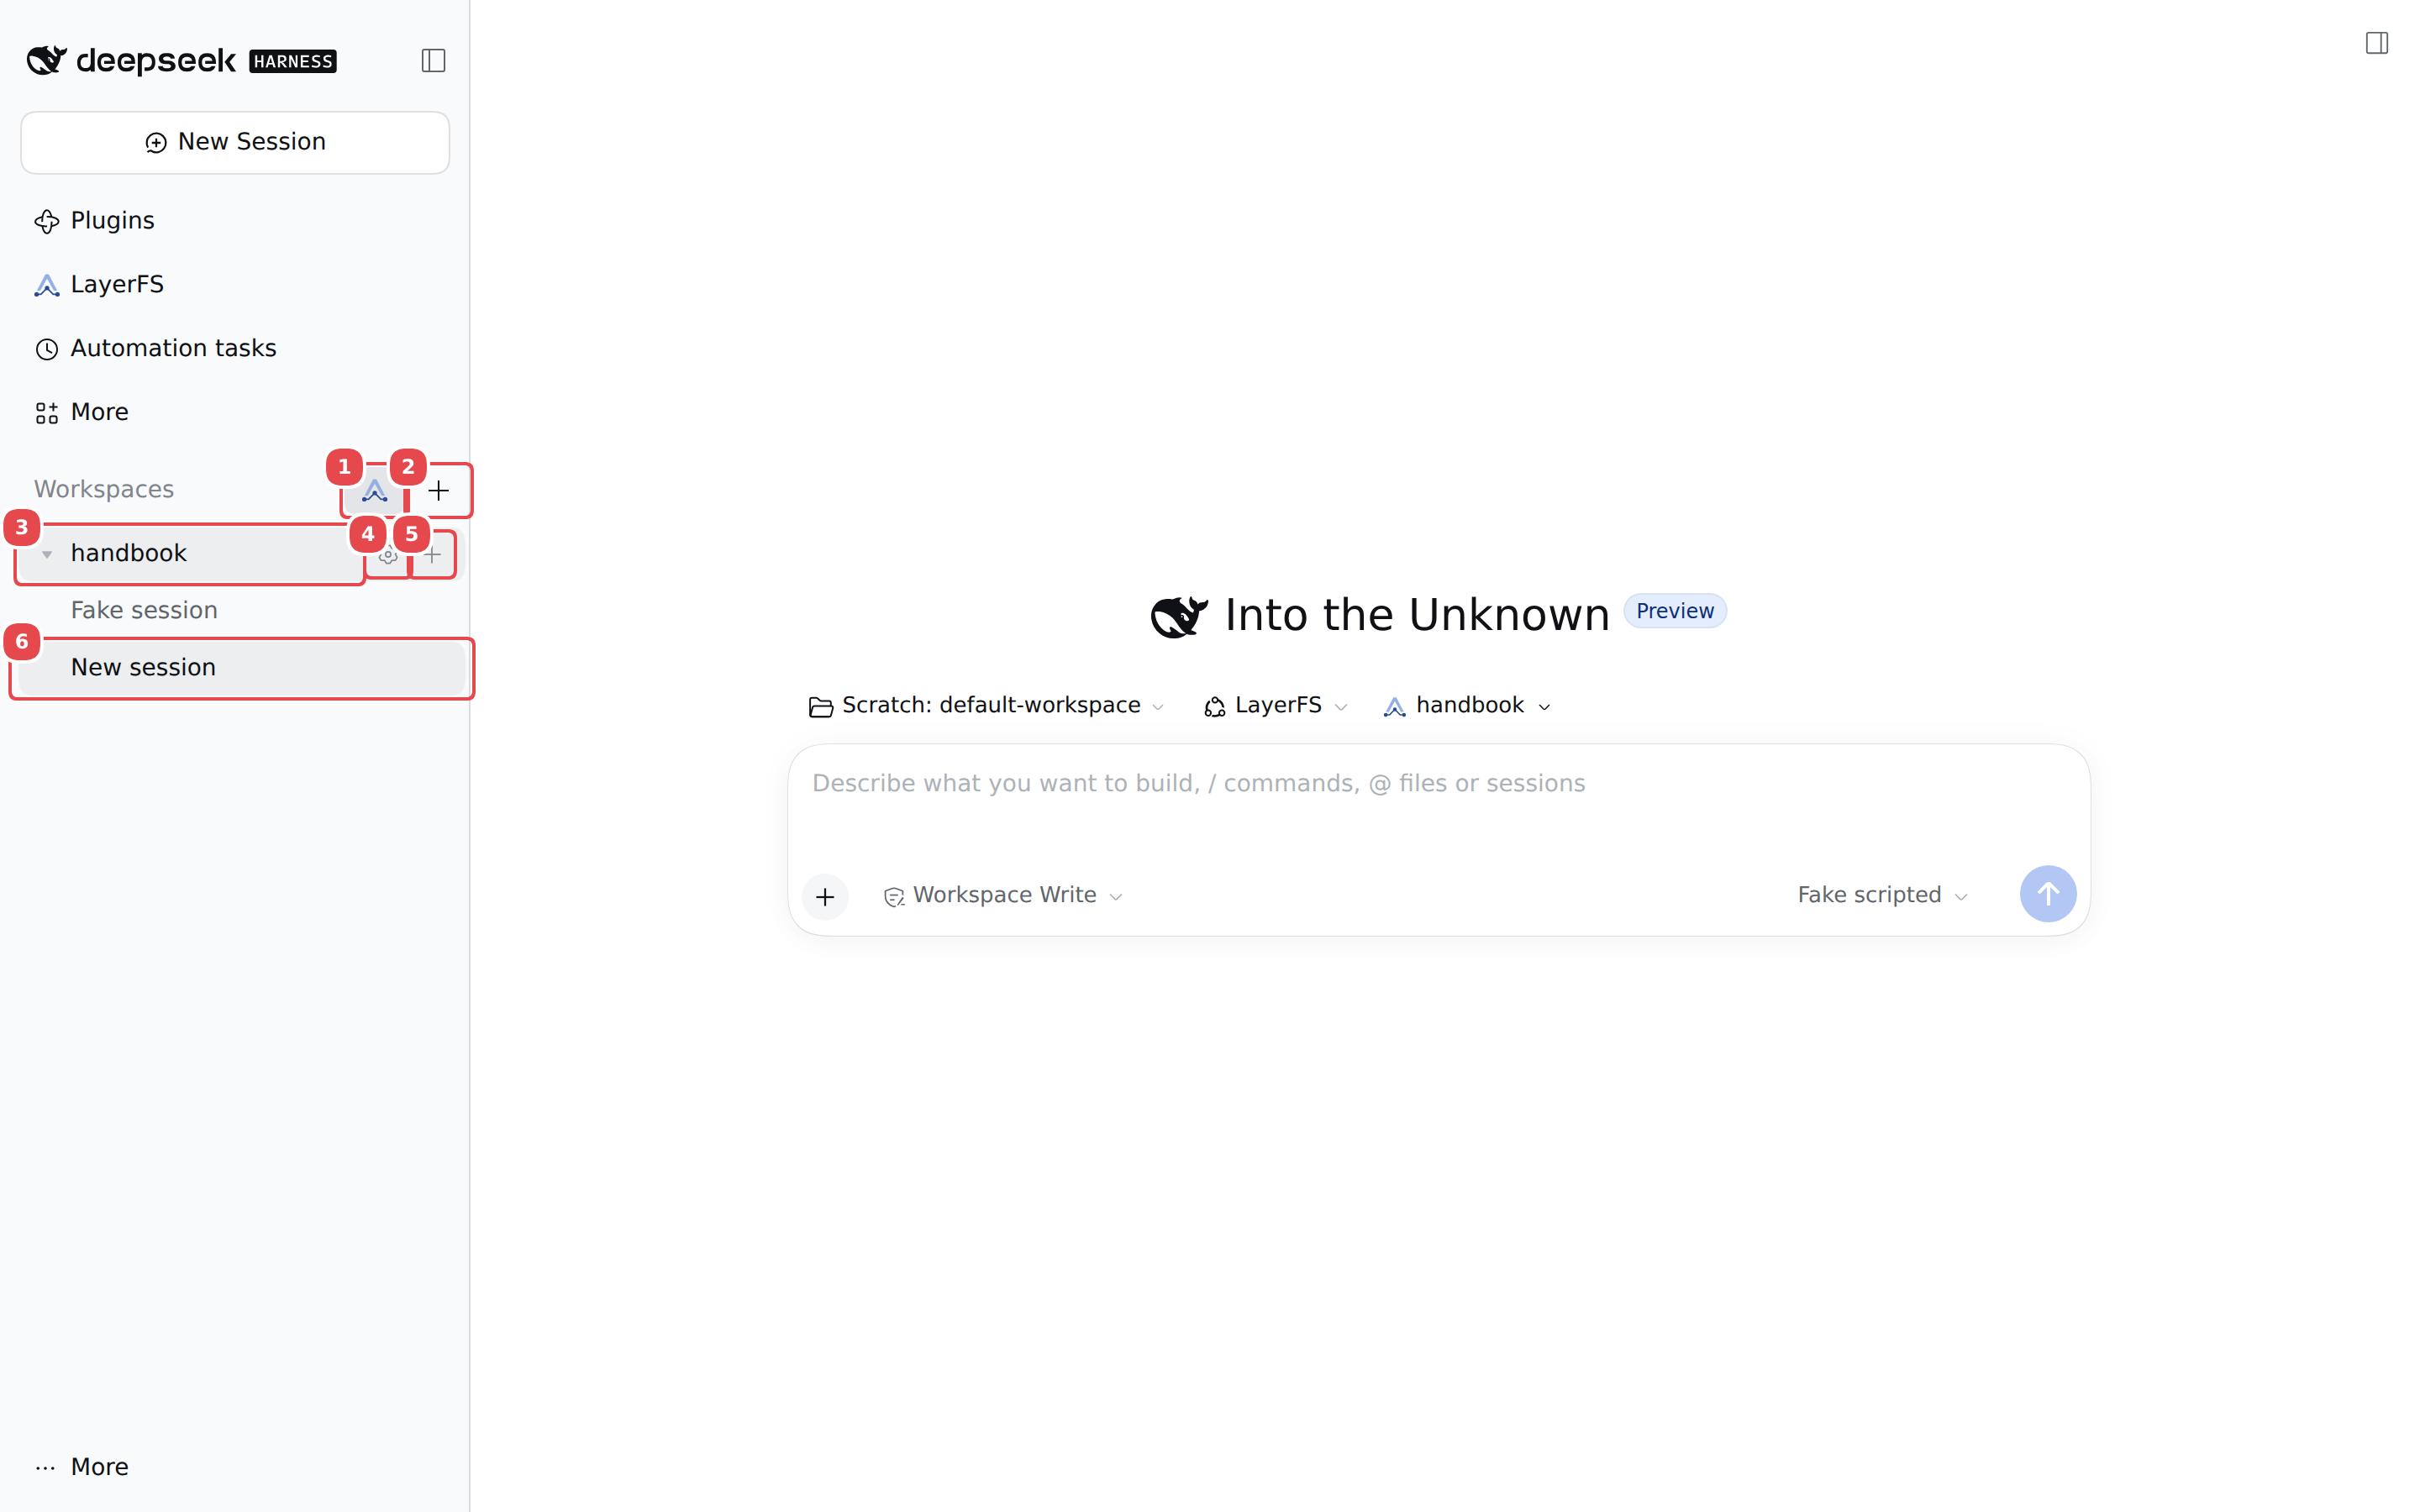 deepseek HARNESS
New Session
Plugins
LayerFS
Automation tasks
More
1 2
Workspaces
3 4 5
handbook
Fake session
6
New session
More
Into the Unknown Preview
Scratch: default-workspace LayerFS handbook
Describe what you want to build, / commands, @ files or sessions
Workspace Write Fake scripted